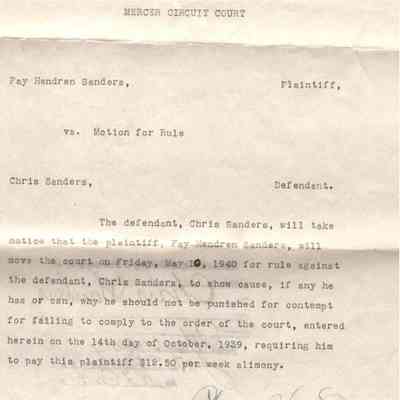 MERCER CIRCUIT COURT
Fay Hendren Sanders, Plaintiff,
vs. Motion for Rule
Chris Sanders, Defendant.
The defendant, Chris Sanders, will take
notice that the plaintiff, Fay Hendren Sanders, will
move the court on Friday, May 10, 1940 for rule against
the defendant, Chris Sanders, to show cause, if any he
has or can, why he should not be punished for contempt
for failing to comply to the order of the court, entered
herein on the 14th day of October, 1939, requiring him
to pay this plaintiff $12.50 per week alimony.